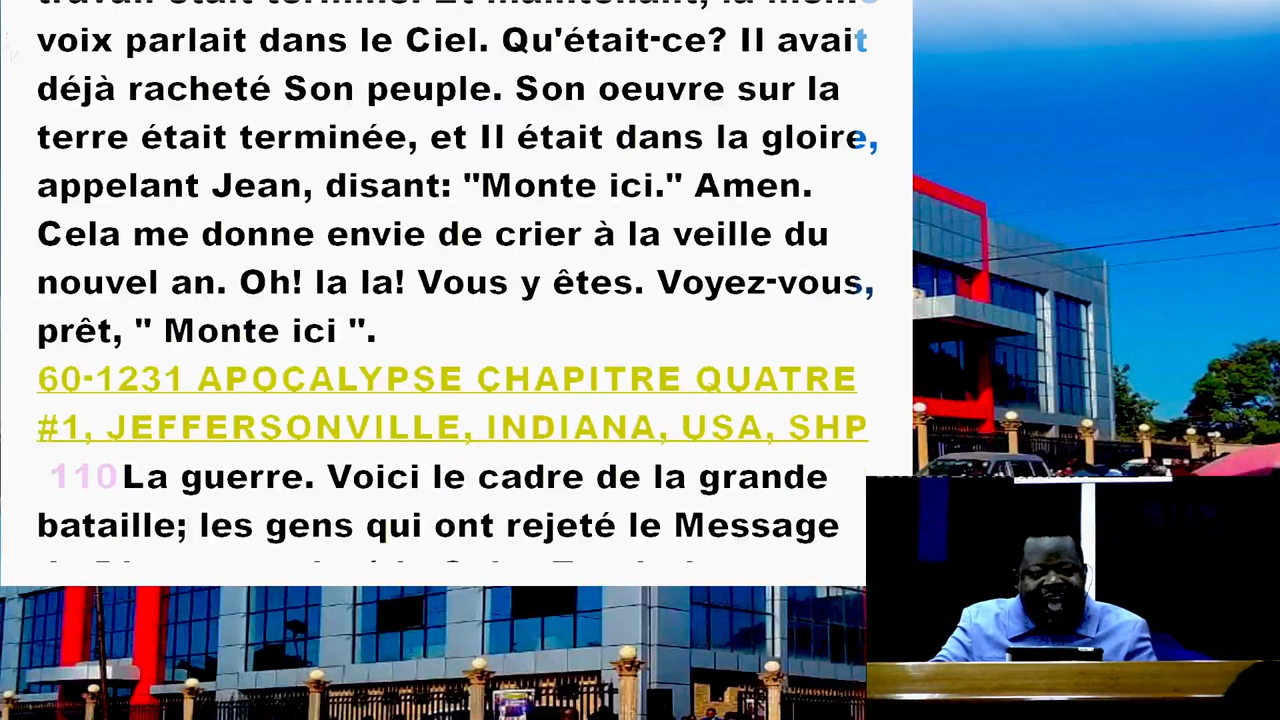 voix parlait dans le Ciel. Qu'était-ce? Il avait
déjà racheté Son peuple. Son oeuvre sur la
terre était terminée, et Il était dans la gloire,
appelant Jean, disant: "Monte ici." Amen.
Cela me donne envie de crier à la veille du
nouvel an. Oh! la la! Vous y êtes. Voyez-vous,
prêt, " Monte ici ".
60-1231 APOCALYPSE CHAPITRE QUATRE
#1, JEFFERSONVILLE, INDIANA, USA, SHP
110La guerre. Voici le cadre de la grande
bataille; les gens qui ont rejeté le Message